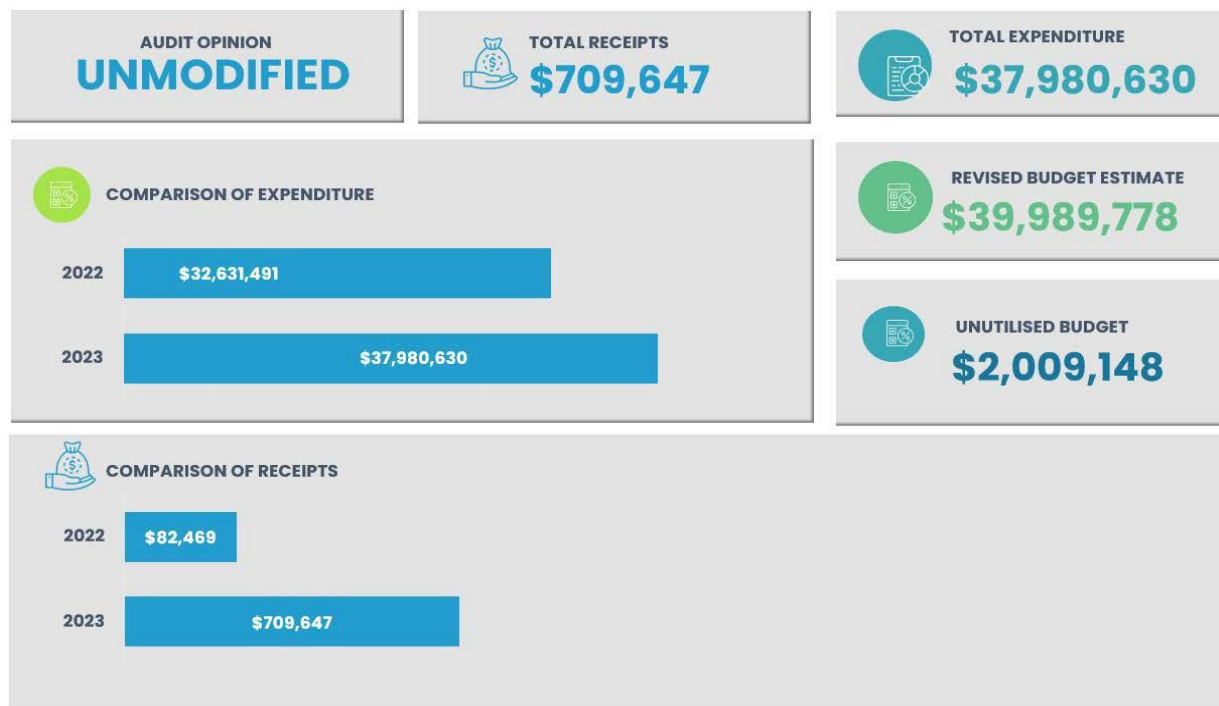 AUDIT OPINION
UNMODIFIED
TOTAL RECEIPTS
$709,647
TOTAL EXPENDITURE
$37,980,630
COMPARISON OF EXPENDITURE
2022 $32,631,491
2023 $37,980,630
REVISED BUDGET ESTIMATE
$39,989,778
UNUTILISED BUDGET
$2,009,148
COMPARISON OF RECEIPTS
2022 $82,469
2023 $709,647